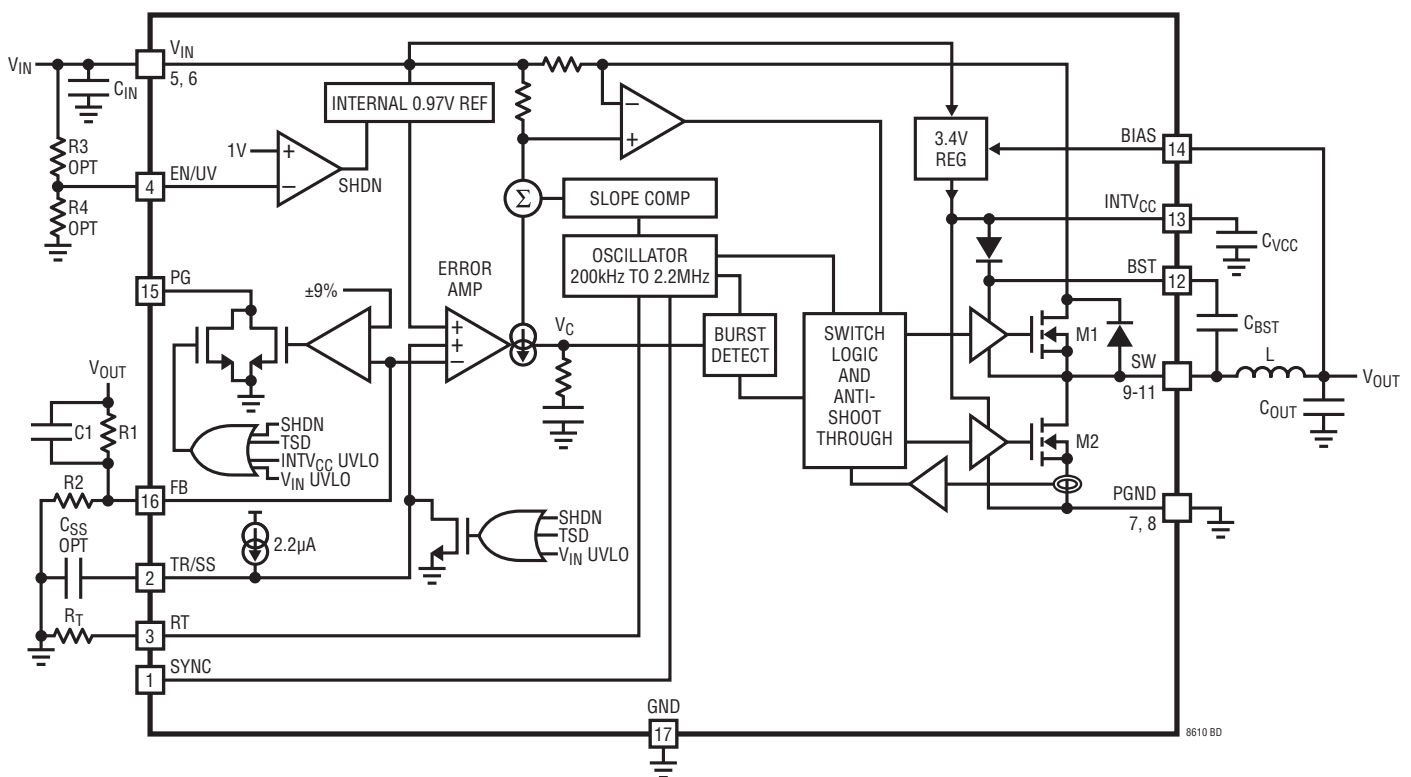 VIN
VIN
5, 6
CIN
R3
OPT
R4
OPT
4
EN/UV
1V
+
−
SHDN
INTERNAL 0.97V REF
−
+
Σ
SLOPE COMP
OSCILLATOR
200kHz TO 2.2MHz
3.4V
REG
BIAS
14
INTVCC
13
CVCC
BST
12
CBST
M1
SW
9-11
L
VOUT
COUT
M2
PGND
7, 8
SWITCH
LOGIC
AND
ANTI-
SHOOT
THROUGH
BURST
DETECT
VC
ERROR
AMP
+
+
−
±9%
PG
15
VOUT
C1
R1
R2
FB
16
SHDN
TSD
INTVCC UVLO
VIN UVLO
CSS
OPT
2.2µA
TR/SS
2
SHDN
TSD
VIN UVLO
RT
3
RT
SYNC
1
GND
17
8610 BD